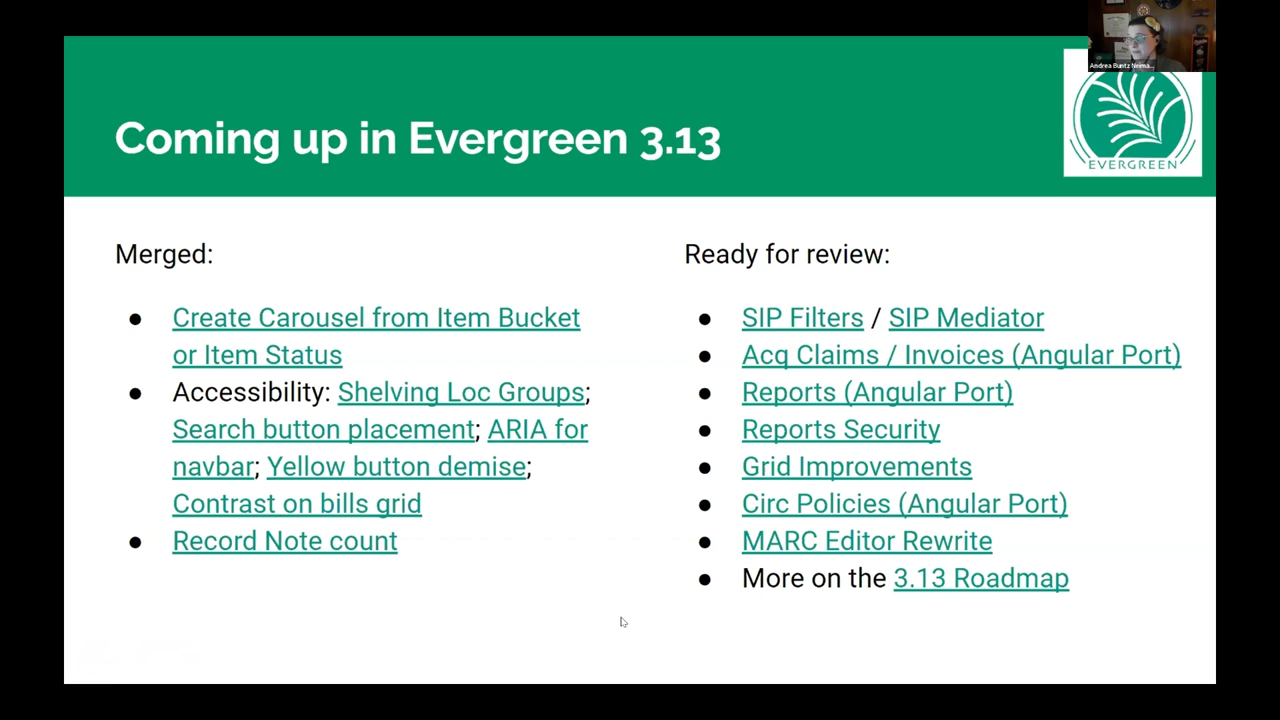 Andrea Buntz Neima...
Coming up in Evergreen 3.13
EVERGREEN
Merged:
● Create Carousel from Item Bucket
or Item Status
● Accessibility: Shelving Loc Groups;
Search button placement; ARIA for
navbar; Yellow button demise;
Contrast on bills grid
● Record Note count
Ready for review:
● SIP Filters / SIP Mediator
● Acq Claims / Invoices (Angular Port)
● Reports (Angular Port)
● Reports Security
● Grid Improvements
● Circ Policies (Angular Port)
● MARC Editor Rewrite
● More on the 3.13 Roadmap